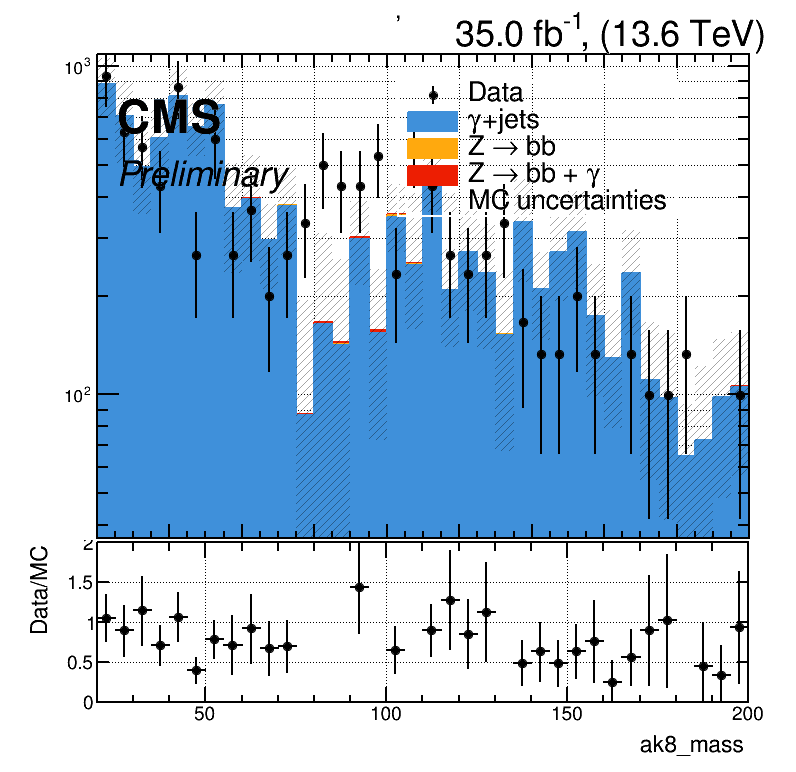 ,
35.0 fb-1, (13.6 TeV)
10³
CMS
Preliminary
Data
γ+jets
Z → bb
Z → bb + γ
MC uncertainties
10²
2
1.5
1
0.5
0
Data/MC
50 100 150 200
ak8_mass